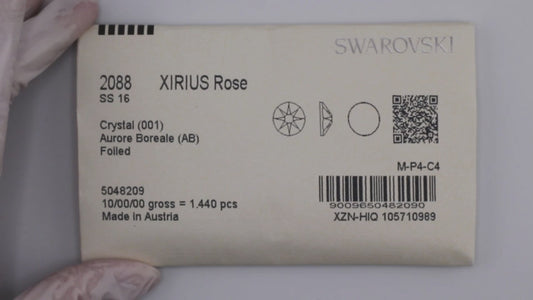 SWAROVSKI
2088 XIRIUS Rose
SS 16
Crystal (001)
Aurore Boreale (AB)
Foiled
M-P4-C4
5048209
10/00/00 gross = 1,440 pcs
Made in Austria
9009650482090
XZN-HIQ 105710989